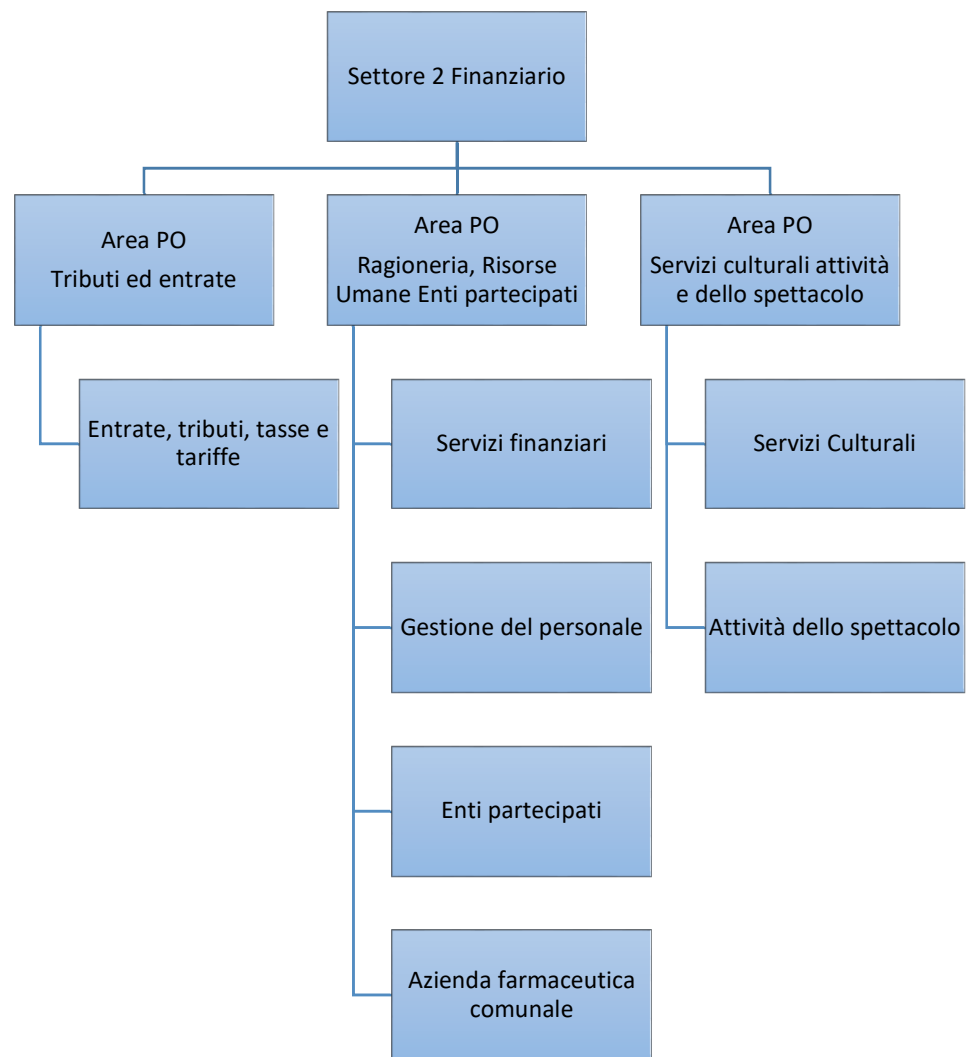 Settore 2 Finanziario
Area PO
Tributi ed entrate
Entrate, tributi, tasse e
tariffe
Area PO
Ragioneria, Risorse
Umane Enti partecipati
Servizi finanziari
Gestione del personale
Enti partecipati
Azienda farmaceutica
comunale
Area PO
Servizi culturali attività
e dello spettacolo
Servizi Culturali
Attività dello spettacolo